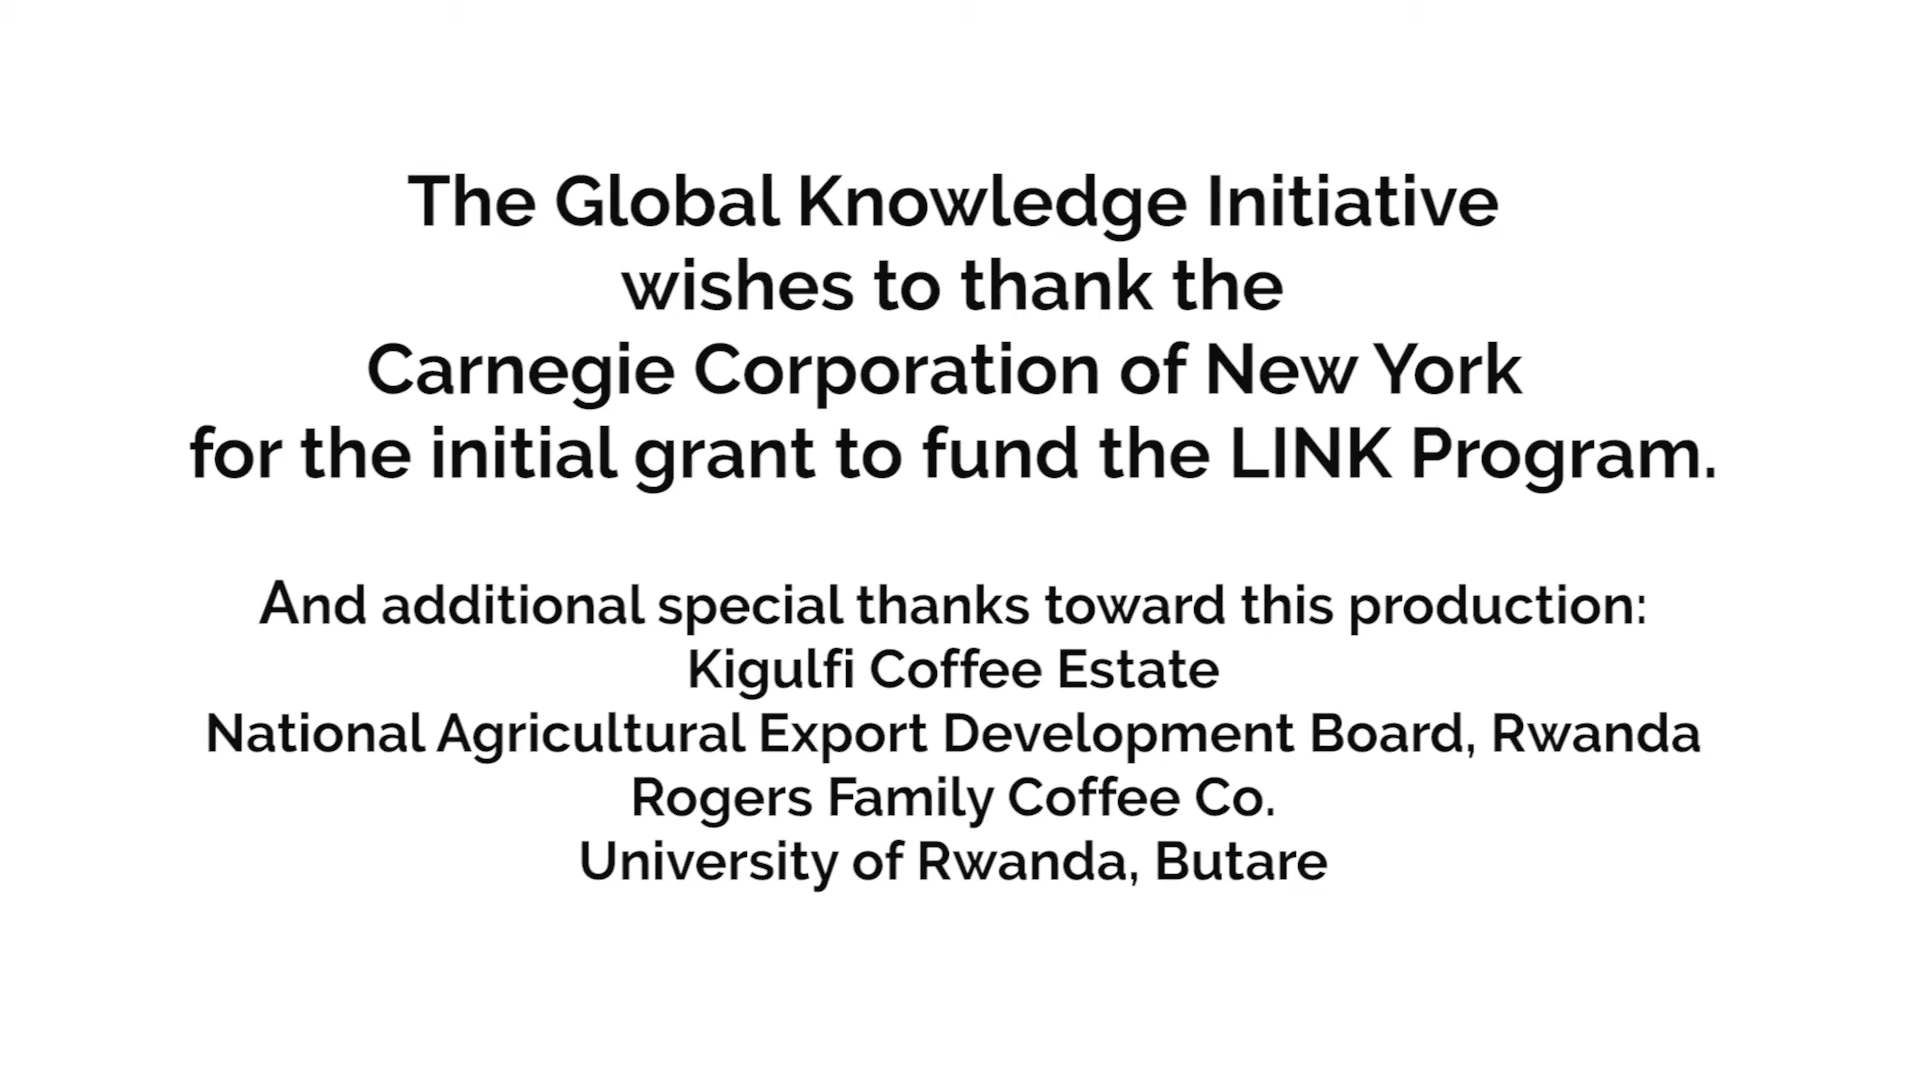 The Global Knowledge Initiative
wishes to thank the
Carnegie Corporation of New York
for the initial grant to fund the LINK Program.
And additional special thanks toward this production:
Kigulfi Coffee Estate
National Agricultural Export Development Board, Rwanda
Rogers Family Coffee Co.
University of Rwanda, Butare